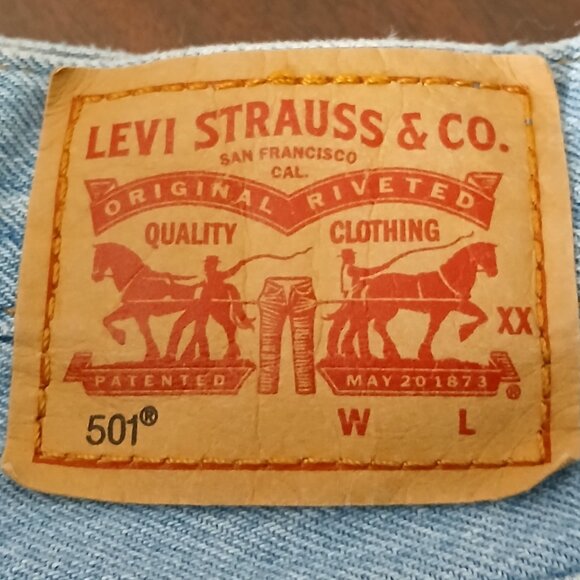 LEVI STRAUSS & CO.
SAN FRANCISCO
CAL.
ORIGINAL RIVETED
QUALITY CLOTHING
XX
PATENTED MAY 20 1873 ®
501® W L